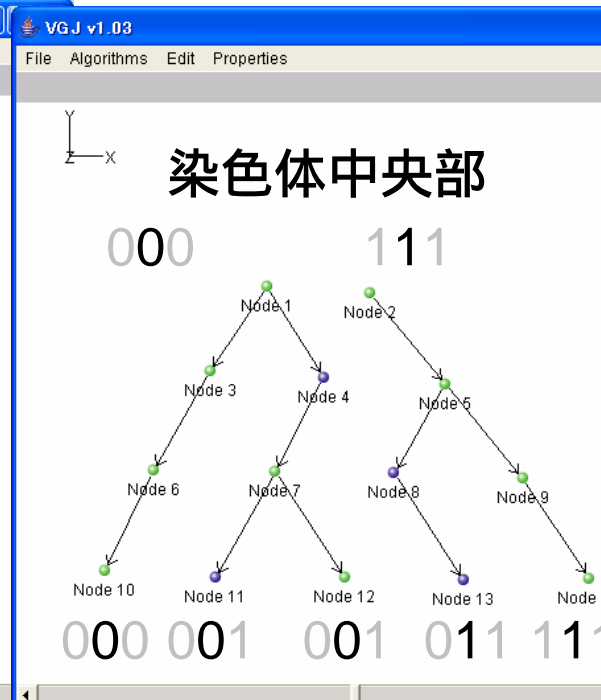 VGJ v1.03
File Algorithms Edit Properties
Y
Z X
染色体中央部
000 111
Node 1
Node 2
Node 3
Node 4
Node 5
Node 6
Node 7
Node 8
Node 9
Node 10
Node 11
Node 12
Node 13
Node
000 001 001 011 111